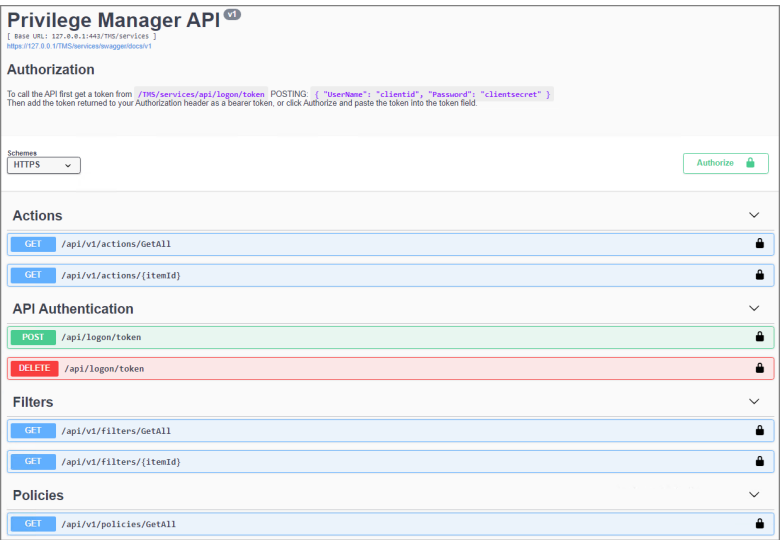 Privilege Manager API v1
[ Base URL: 127.0.0.1:443/TMS/services ]
https://127.0.0.1/TMS/services/swagger/docs/v1
Authorization
To call the API first get a token from /TMS/services/api/logon/token POSTING: { "UserName": "clientid", "Password": "clientsecret" }
Then add the token returned to your Authorization header as a bearer token, or click Authorize and paste the token into the token field.
Schemes
HTTPS
Authorize
Actions
GET /api/v1/actions/GetAll
GET /api/v1/actions/{itemId}
API Authentication
POST /api/logon/token
DELETE /api/logon/token
Filters
GET /api/v1/filters/GetAll
GET /api/v1/filters/{itemId}
Policies
GET /api/v1/policies/GetAll